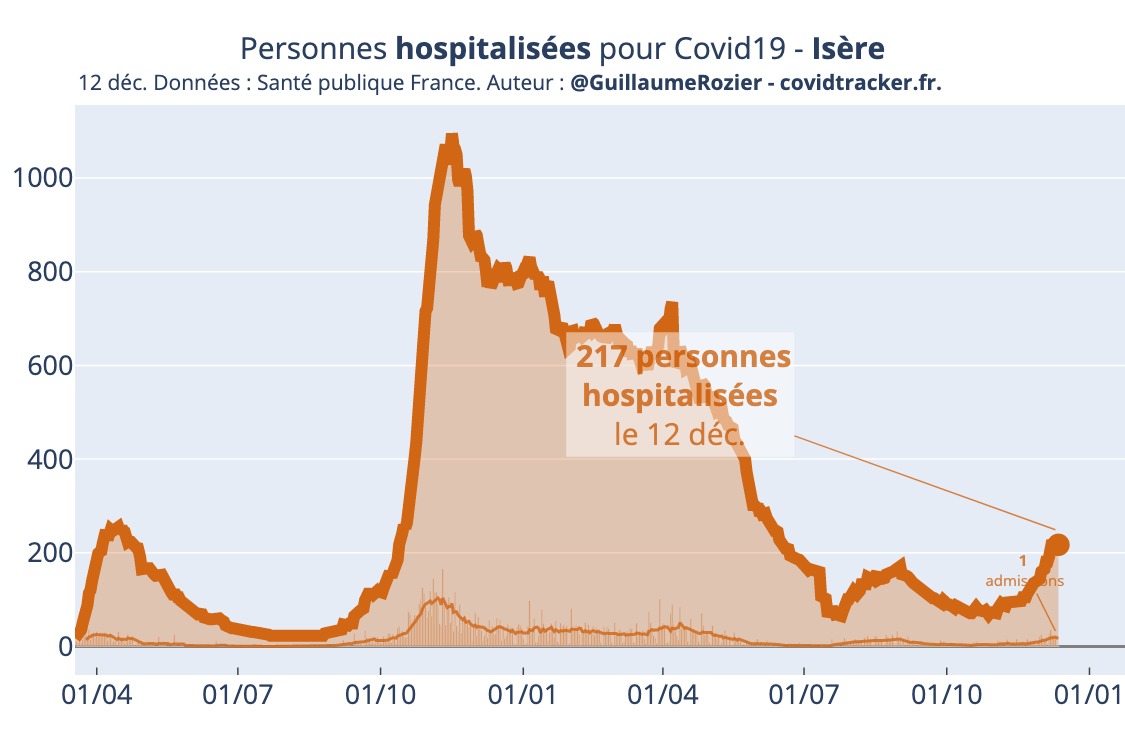 Personnes hospitalisées pour Covid19 - Isère
12 déc. Données : Santé publique France. Auteur : @GuillaumeRozier - covidtracker.fr.
1000
800
600
400
200
0
217 personnes
hospitalisées
le 12 déc.
1
admissions
01/04 01/07 01/10 01/01 01/04 01/07 01/10 01/01